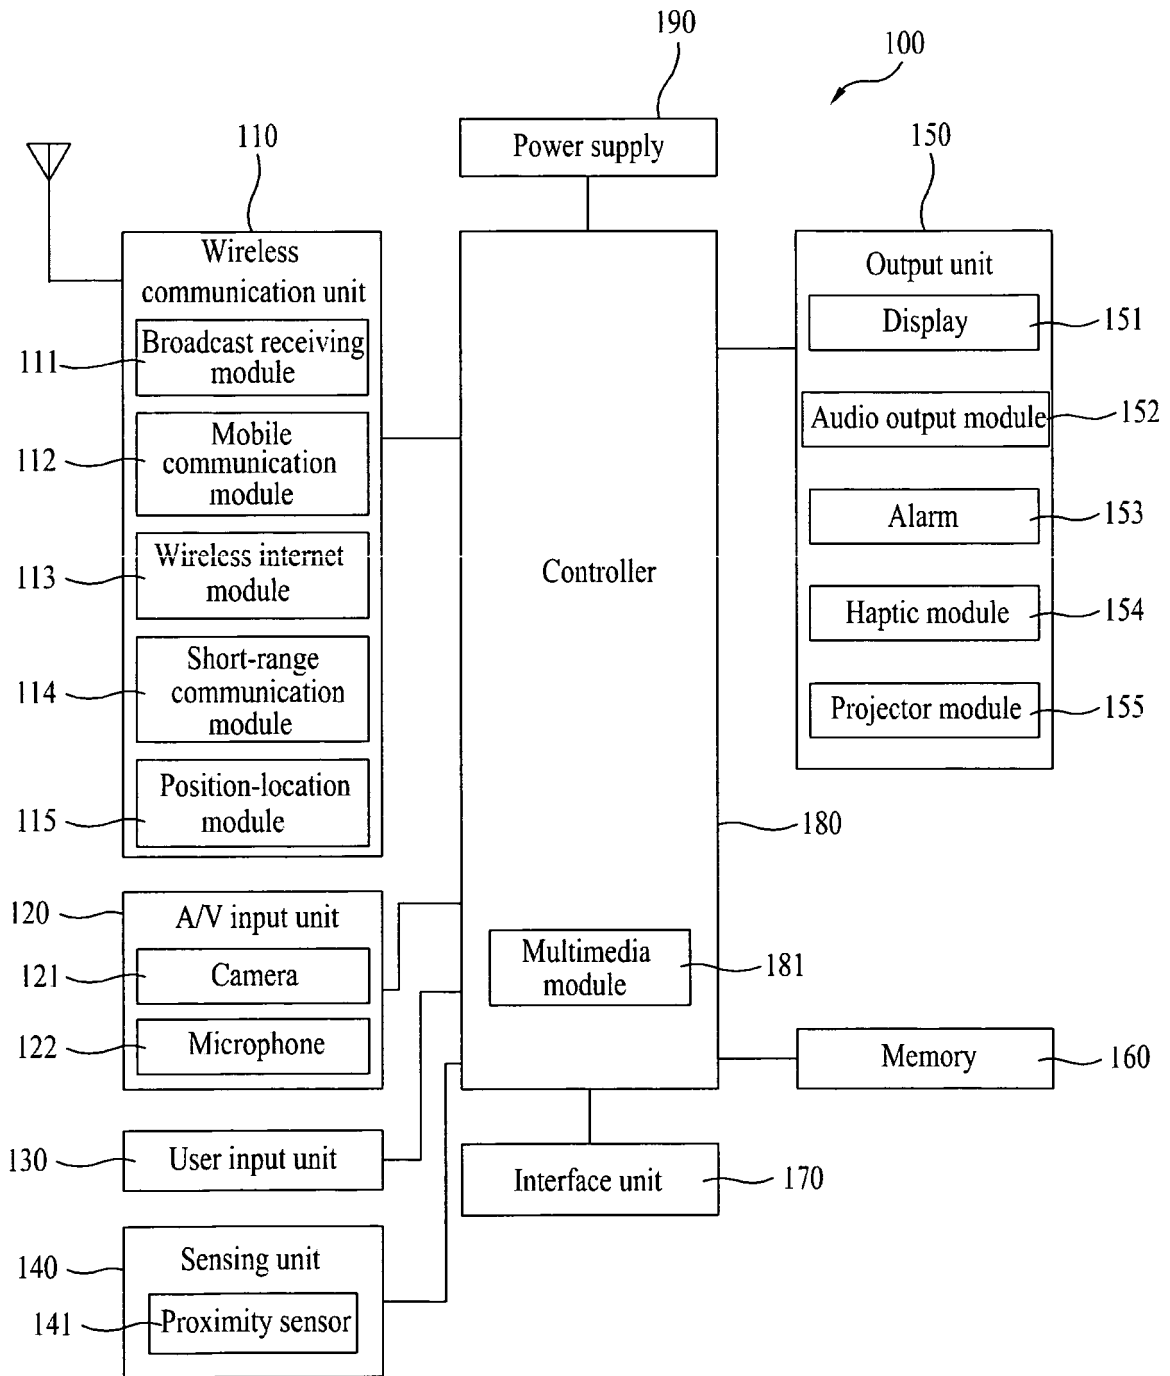 190
100
110
150
Power supply
Wireless
communication unit
Output unit
Broadcast receiving
module
111
Display
151
Mobile
communication
module
112
Audio output module
152
Wireless internet
module
113
Alarm
153
Controller
Short-range
communication
module
114
Haptic module
154
Position-location
module
115
Projector module
155
180
120
A/V input unit
121
Camera
Multimedia
module
181
122
Microphone
Memory
160
130
User input unit
Interface unit
170
140
Sensing unit
141
Proximity sensor